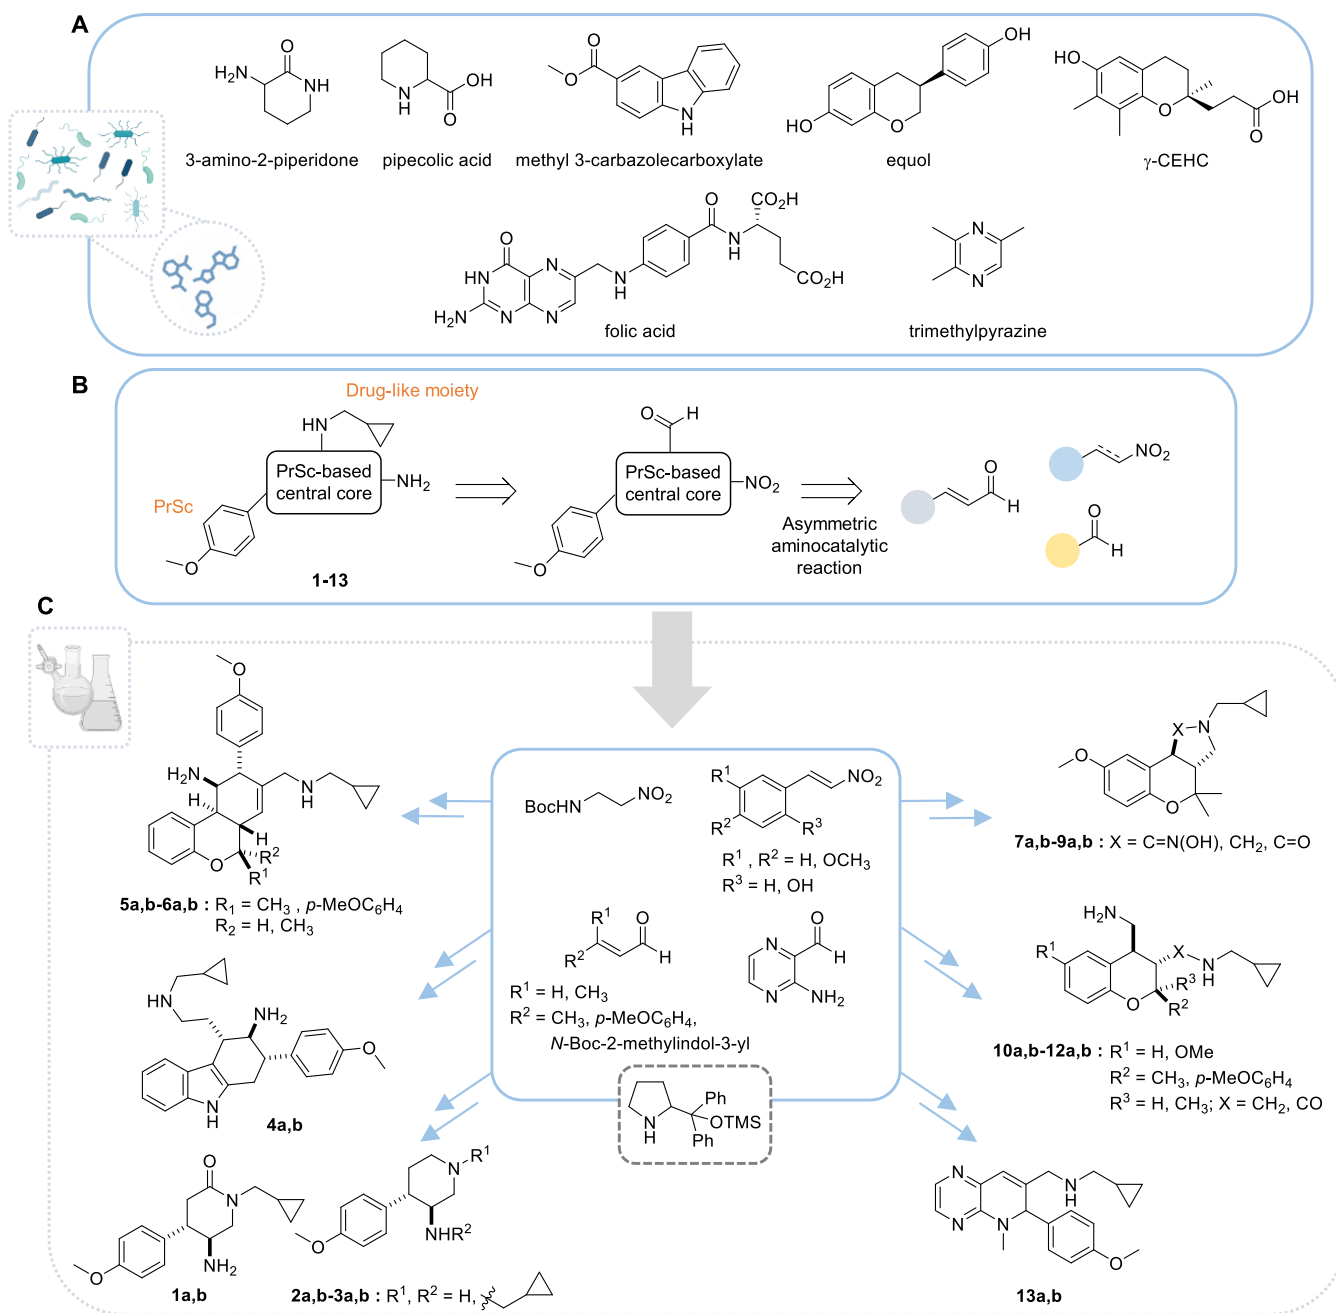 A
O
H₂N
NH
N
H
OH
O
O
O
N
H
OH
HO
O
HO
O
OH
O
3-amino-2-piperidone
pipecolic acid
methyl 3-carbazolecarboxylate
equol
γ-CEHC
O
HN
H₂N
N
N
N
N
H
O
N
H
CO₂H
CO₂H
N
N
folic acid
trimethylpyrazine
B
Drug-like moiety
HN
PrSc-based
central core
NH₂
PrSc
O
1-13
O
H
PrSc-based
central core
NO₂
O
Asymmetric
aminocatalytic
reaction
O
H
NO₂
O
H
C
O
H₂N
H
H
N
H
O
R²
R¹
5a,b-6a,b : R₁ = CH₃ , p-MeOC₆H₄
R₂ = H, CH₃
HN
NH₂
O
N
H
4a,b
O
N
O
NH₂
1a,b
N
R¹
O
NHR²
2a,b-3a,b : R¹, R² = H,
BocHN
NO₂
R¹
NO₂
R²
R³
R¹ , R² = H, OCH₃
R³ = H, OH
R¹
O
R²
H
R¹ = H, CH₃
R² = CH₃, p-MeOC₆H₄,
N-Boc-2-methylindol-3-yl
N
O
H
N
NH₂
Ph
N
H
OTMS
Ph
X
N
O
O
7a,b-9a,b : X = C=N(OH), CH₂, C=O
H₂N
R¹
X
N
H
O
R³
R²
10a,b-12a,b : R¹ = H, OMe
R² = CH₃, p-MeOC₆H₄
R³ = H, CH₃; X = CH₂, CO
N
N
N
N
H
O
13a,b